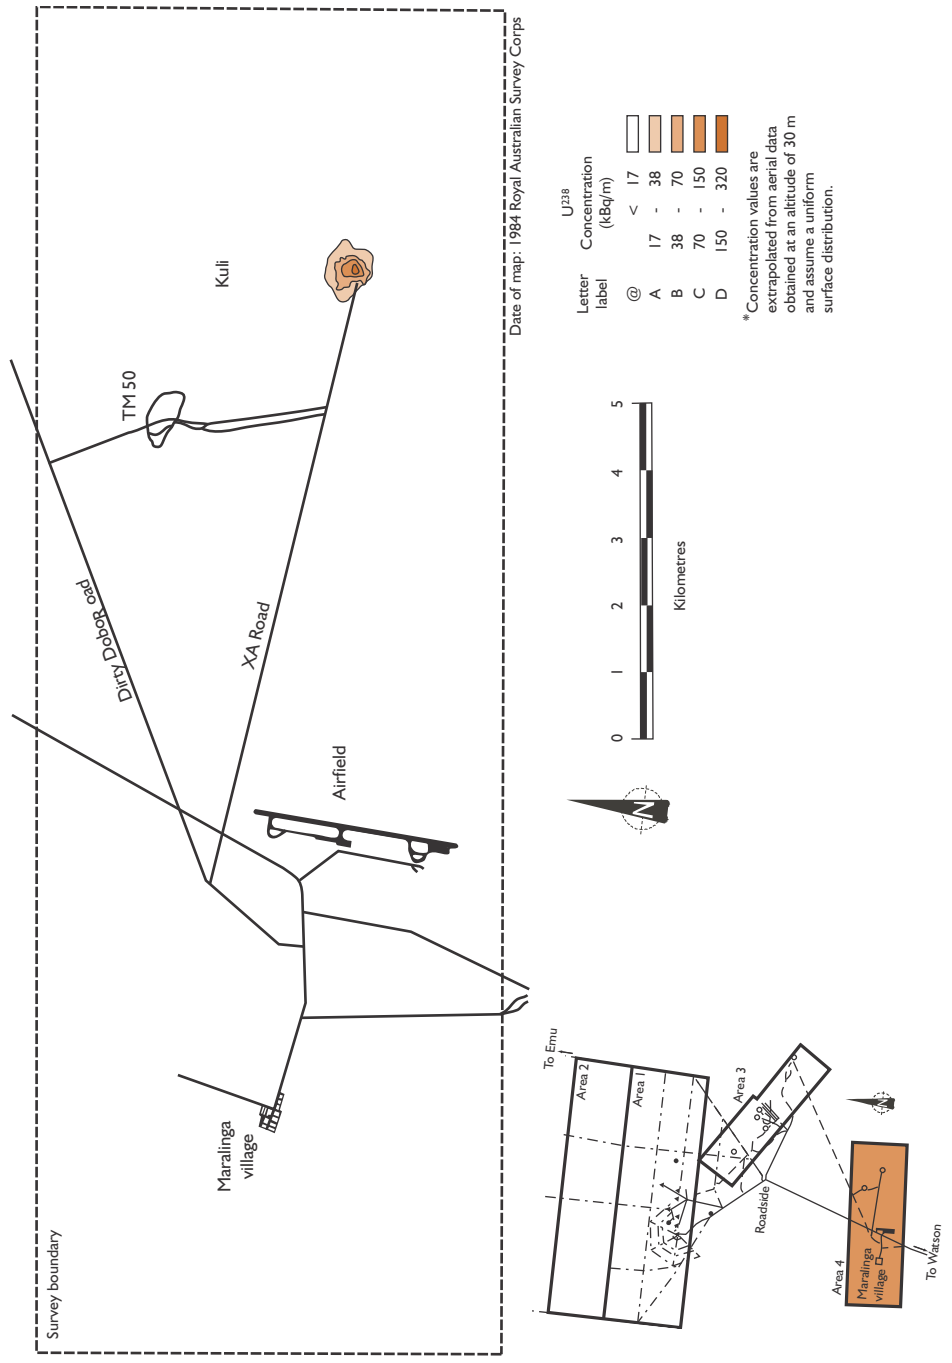 Survey boundary
Maralinga
village
Airfield
Dirty DoboR oad
XA Road
TM 50
Kuli
Date of map: 1984 Royal Australian Survey Corps
To Emu
Area 2
Area 1
Area 3
Roadside
Area 4
Maralinga
village
To Watson
N
N
0 1 2 3 4 5
Kilometres
Letter
label
U238
Concentration
(kBq/m)
@ < 17
A 17 - 38
B 38 - 70
C 70 - 150
D 150 - 320
*Concentration values are
extrapolated from aerial data
obtained at an altitude of 30 m
and assume a uniform
surface distribution.